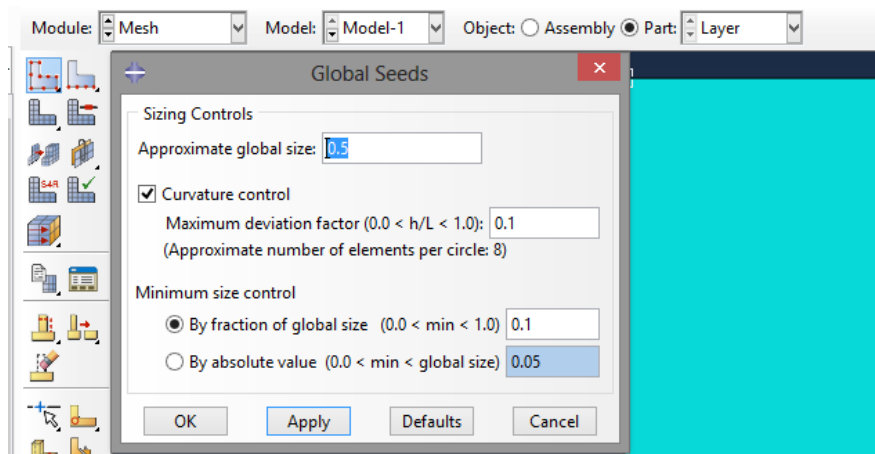 Module: Mesh Model: Model-1 Object: Assembly Part: Layer
Global Seeds
Sizing Controls
Approximate global size: 0.5
Curvature control
Maximum deviation factor (0.0 < h/L < 1.0): 0.1
(Approximate number of elements per circle: 8)
Minimum size control
By fraction of global size (0.0 < min < 1.0) 0.1
By absolute value (0.0 < min < global size) 0.05
OK Apply Defaults Cancel
S4R